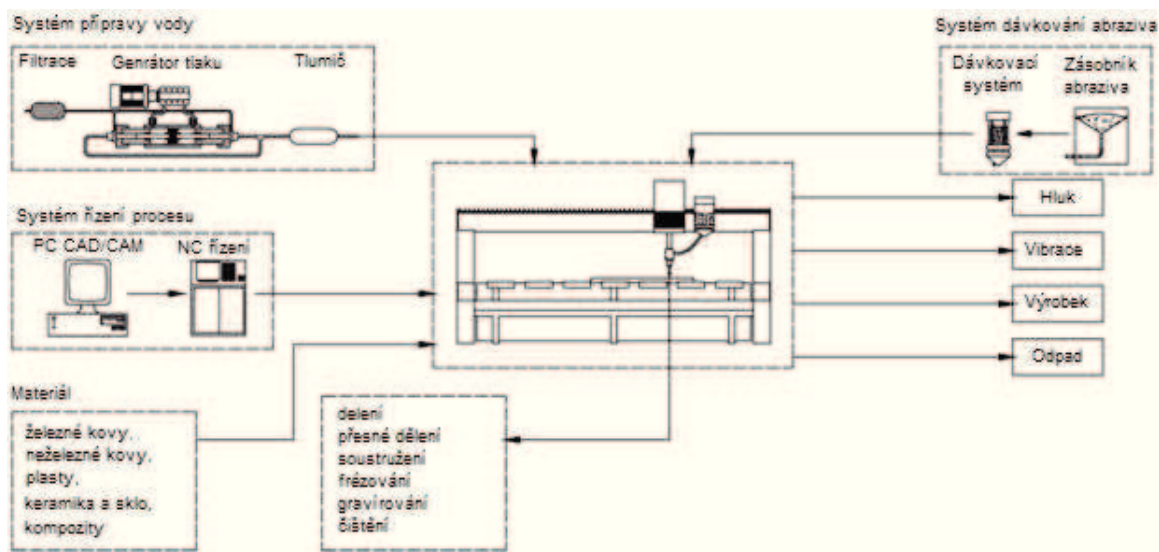 Systém přípravy vody
Filtrace
Genrátor tlaku
Tlumič
Systém dávkování abraziva
Dávkovací
systém
Zásobník
abraziva
Systém řízení procesu
PC CAD/CAM
NC řízení
Hluk
Vibrace
Výrobek
Odpad
Materiál
železné kovy,
neželezné kovy,
plasty,
keramika a sklo,
kompozity
delení
přesné dělení
soustružení
frézování
gravírování
čištění